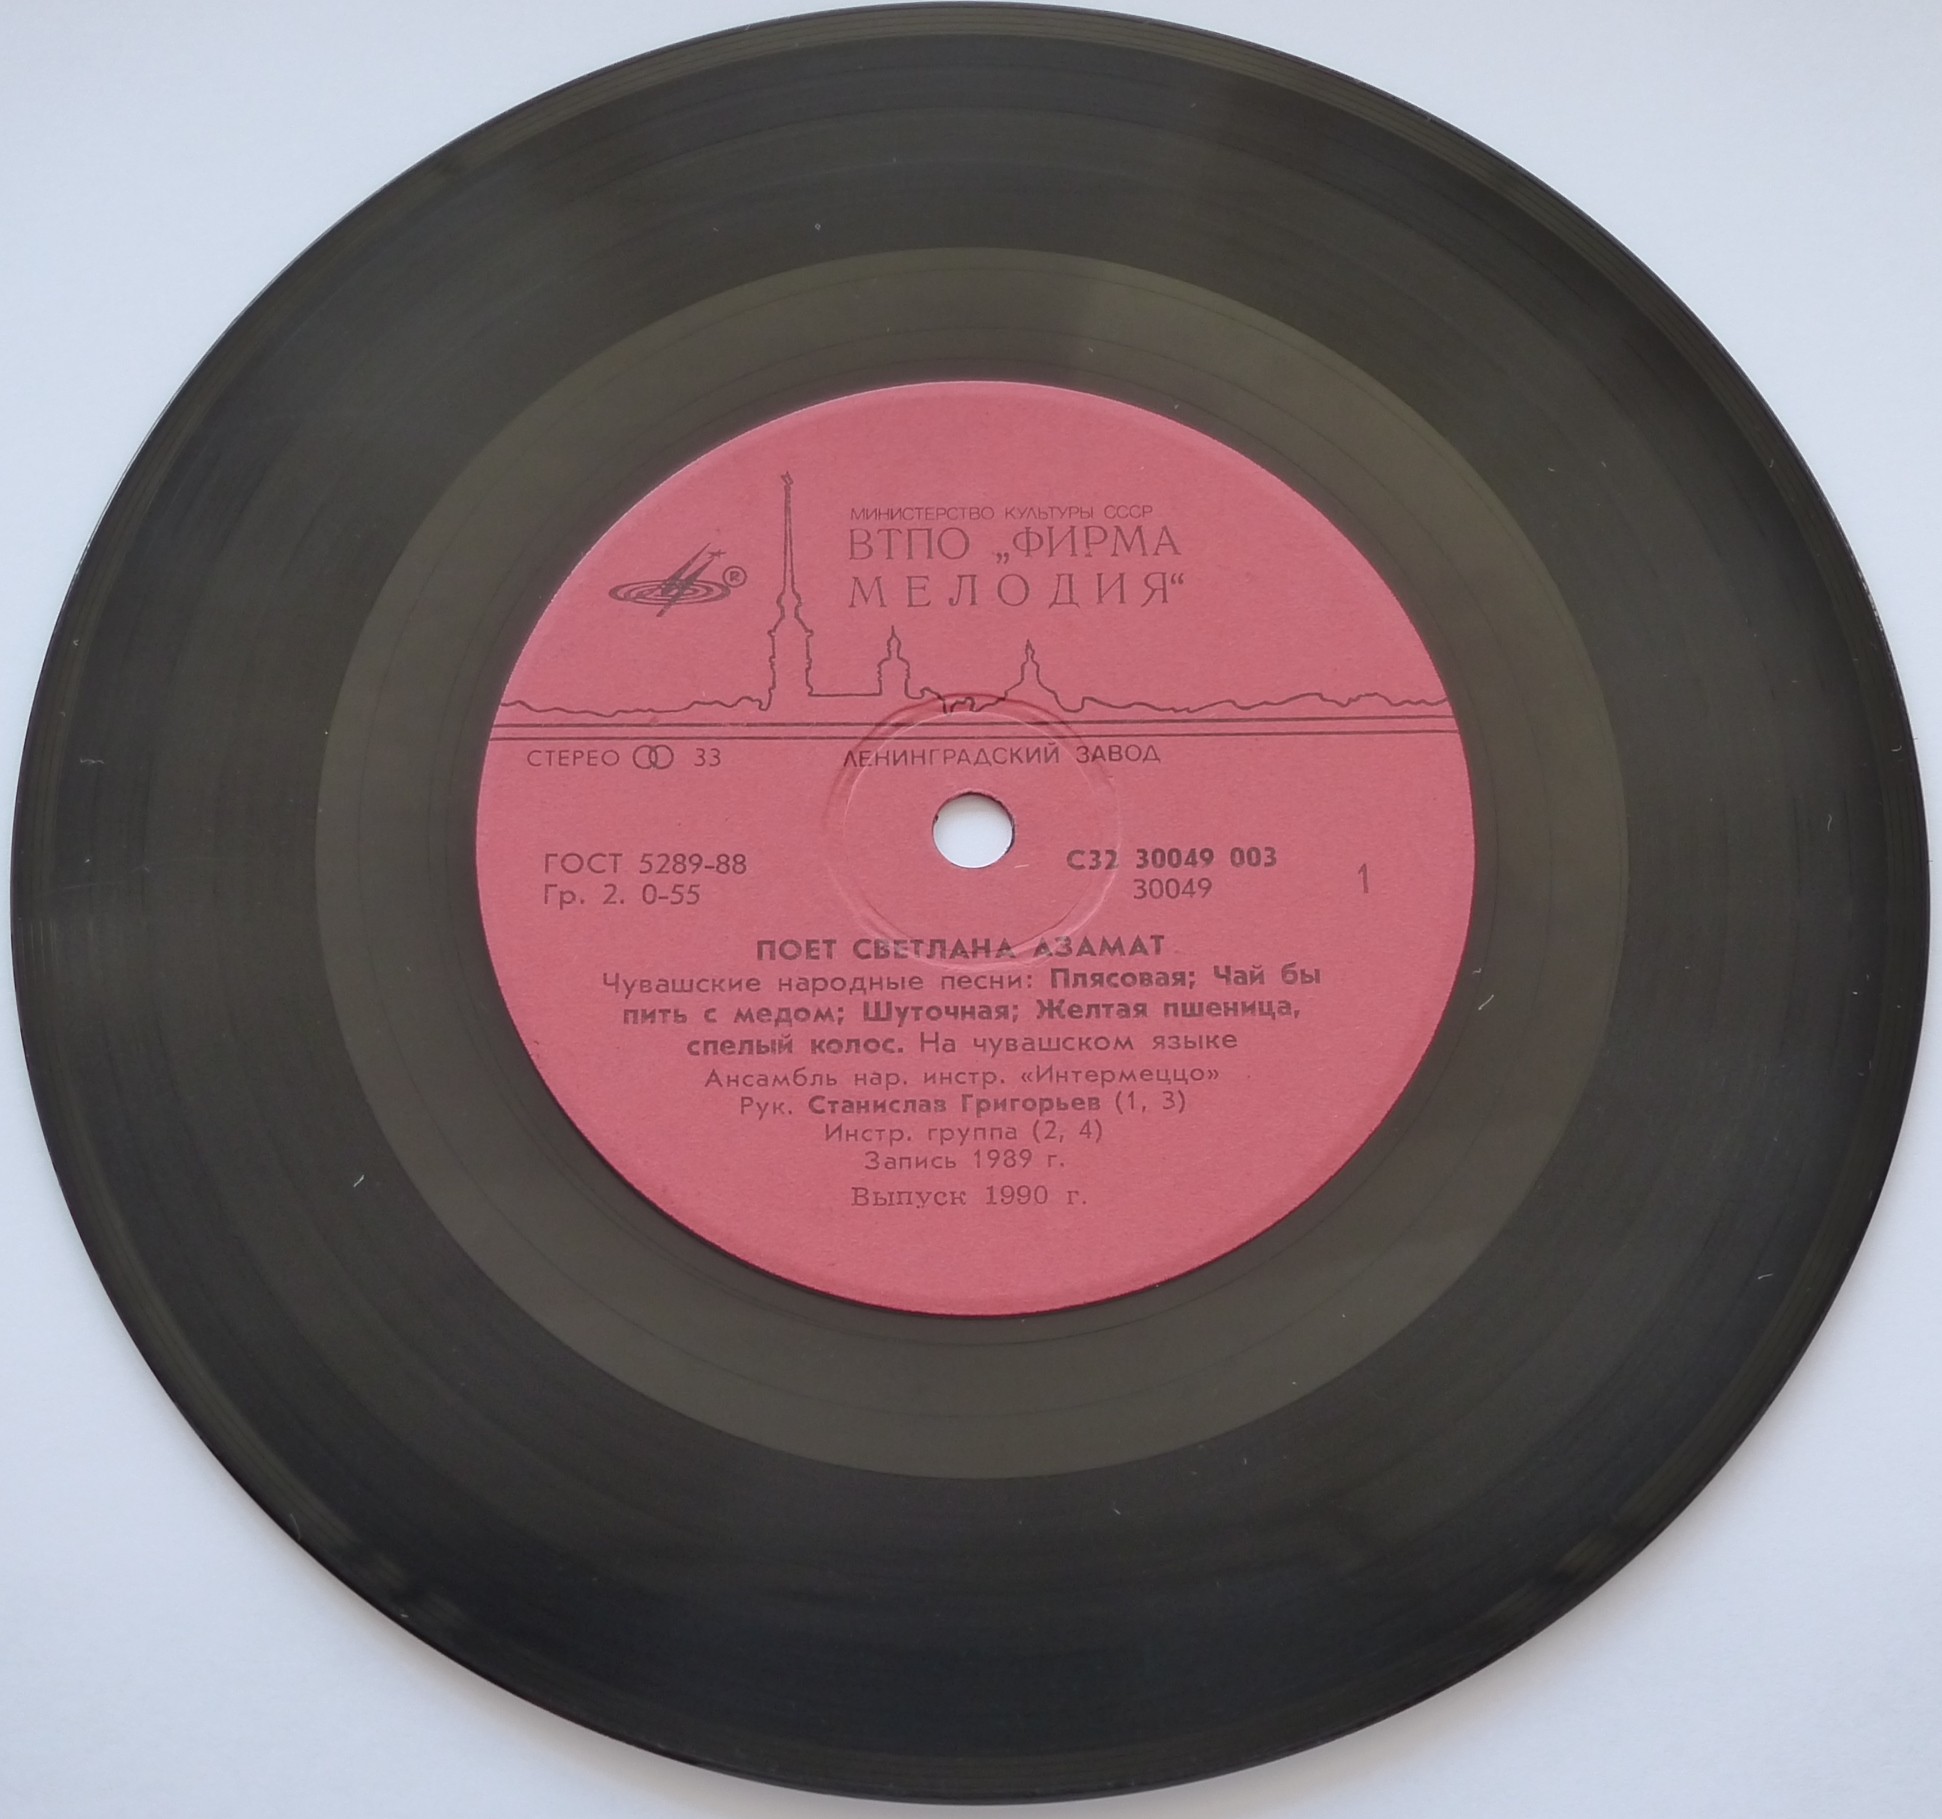 МИНИСТЕРСТВО КУЛЬТУРЫ СССР
ВТПО „ФИРМА
МЕЛОДИЯ“
®
СТЕРЕО 33
ЛЕНИНГРАДСКИЙ ЗАВОД
ГОСТ 5289-88
Гр. 2. 0-55
С32 30049 003
30049
1
ПОЕТ СВЕТЛАНА АЗАМАТ
Чувашские народные песни: Плясовая; Чай бы
пить с медом; Шуточная; Желтая пшеница,
спелый колос. На чувашском языке
Ансамбль нар. инстр. «Интермеццо»
Рук. Станислав Григорьев (1, 3)
Инстр. группа (2, 4)
Запись 1989 г.
Выпуск 1990 г.